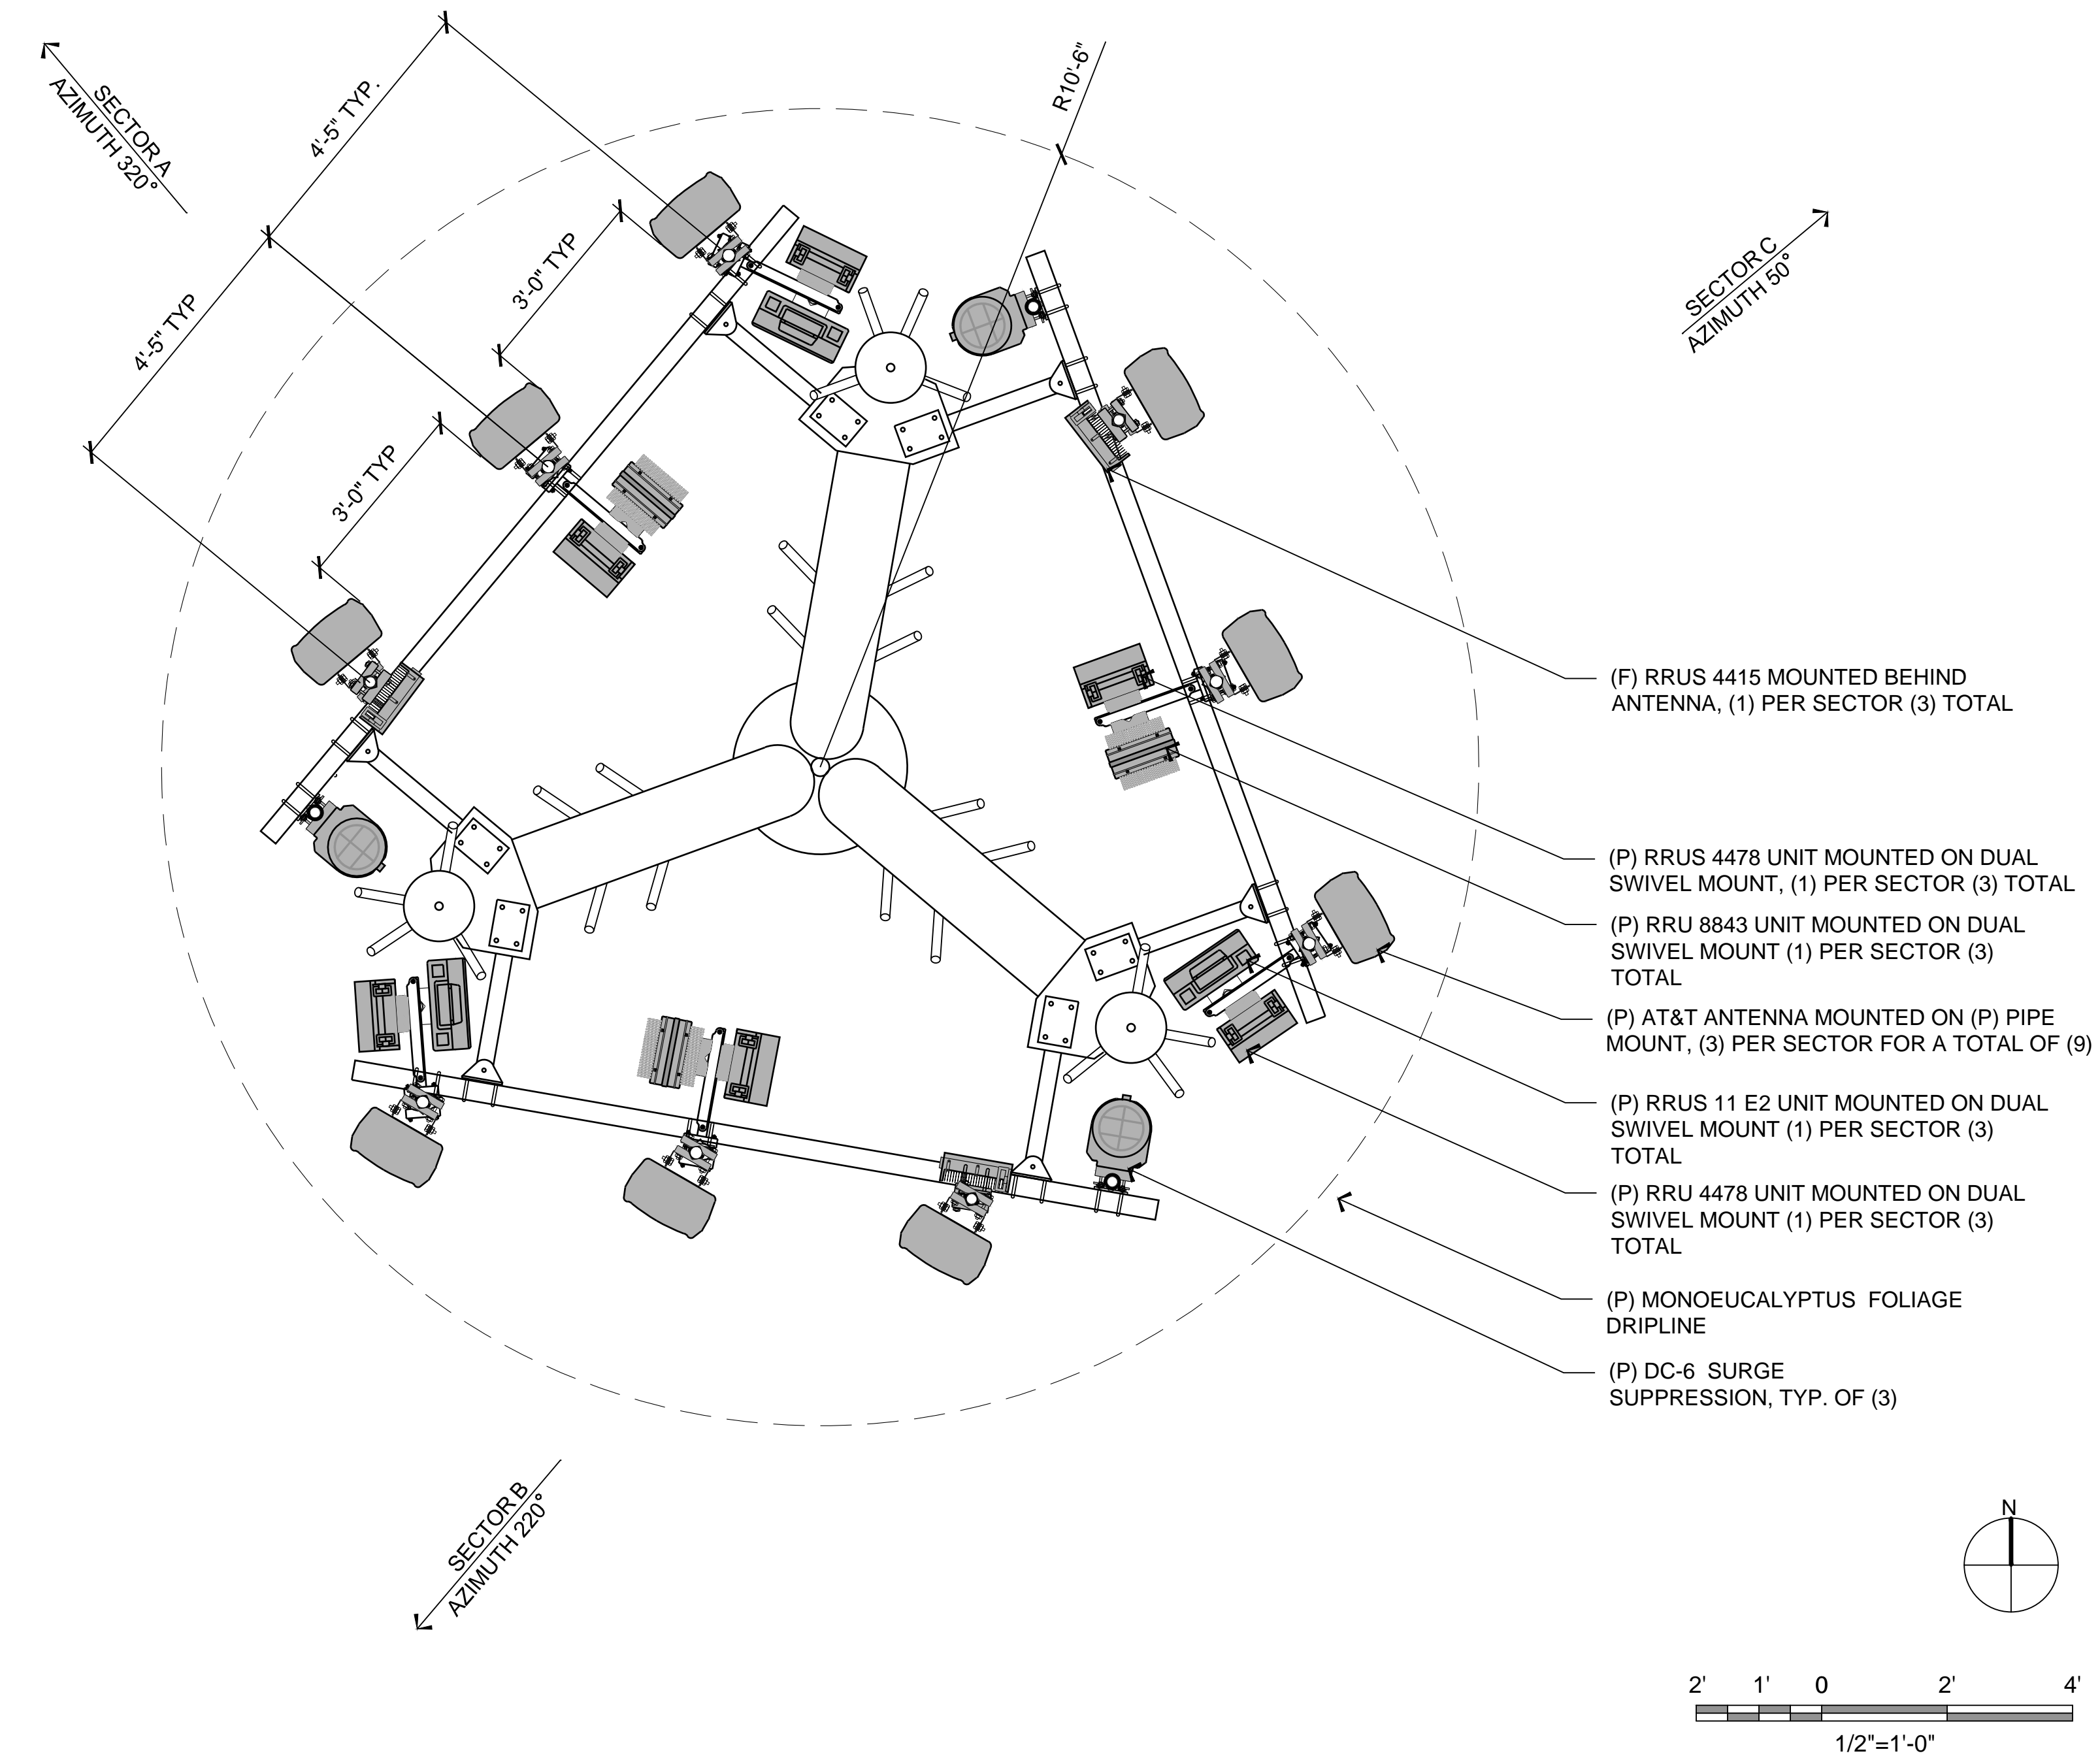 SECTOR A
AZIMUTH 320°
4'-5" TYP.
R10'-6"
3'-0" TYP
4'-5" TYP
3'-0" TYP
SECTOR C
AZIMUTH 50°
(F) RRUS 4415 MOUNTED BEHIND
ANTENNA, (1) PER SECTOR (3) TOTAL
(P) RRUS 4478 UNIT MOUNTED ON DUAL
SWIVEL MOUNT, (1) PER SECTOR (3) TOTAL
(P) RRU 8843 UNIT MOUNTED ON DUAL
SWIVEL MOUNT (1) PER SECTOR (3)
TOTAL
(P) AT&T ANTENNA MOUNTED ON (P) PIPE
MOUNT, (3) PER SECTOR FOR A TOTAL OF (9)
(P) RRUS 11 E2 UNIT MOUNTED ON DUAL
SWIVEL MOUNT (1) PER SECTOR (3)
TOTAL
(P) RRU 4478 UNIT MOUNTED ON DUAL
SWIVEL MOUNT (1) PER SECTOR (3)
TOTAL
(P) MONOEUCALYPTUS FOLIAGE
DRIPLINE
(P) DC-6 SURGE
SUPPRESSION, TYP. OF (3)
SECTOR B
AZIMUTH 220°
N
2' 1' 0 2' 4'
1/2"=1'-0"